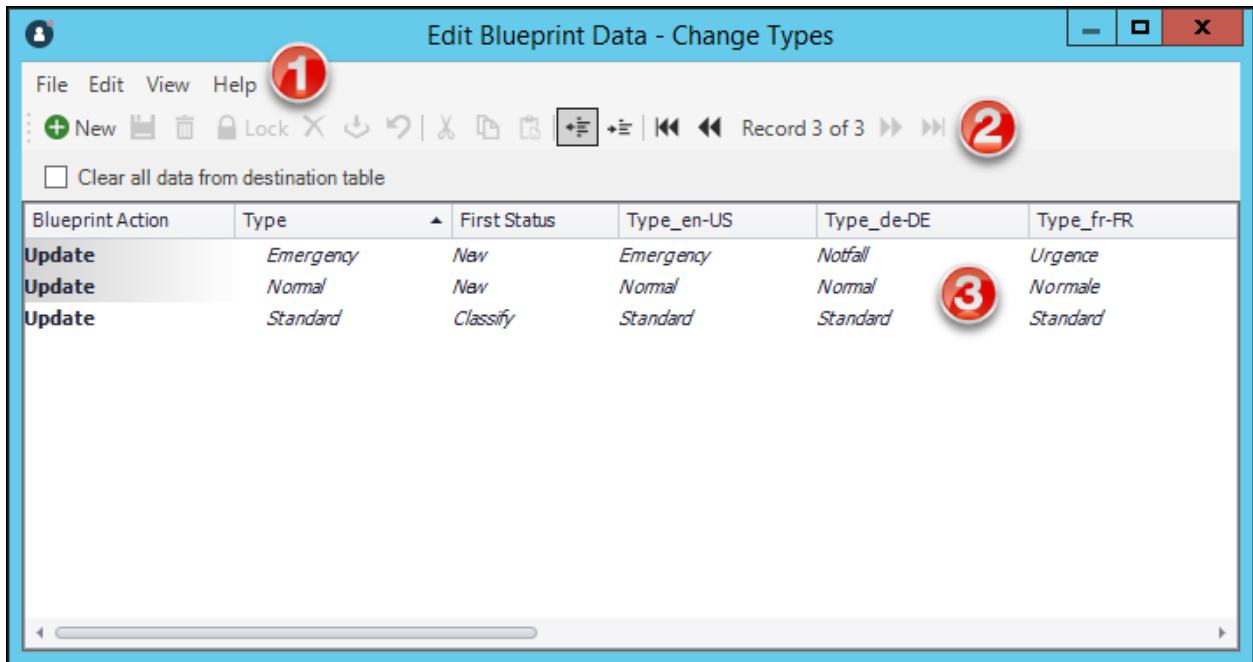 Edit Blueprint Data - Change Types
File Edit View Help 1
New Lock Record 3 of 3 2
Clear all data from destination table
Blueprint Action Type First Status Type_en-US Type_de-DE Type_fr-FR
Update Emergency New Emergency Notfall Urgence
Update Normal New Normal Normal Normale
3
Update Standard Classify Standard Standard Standard